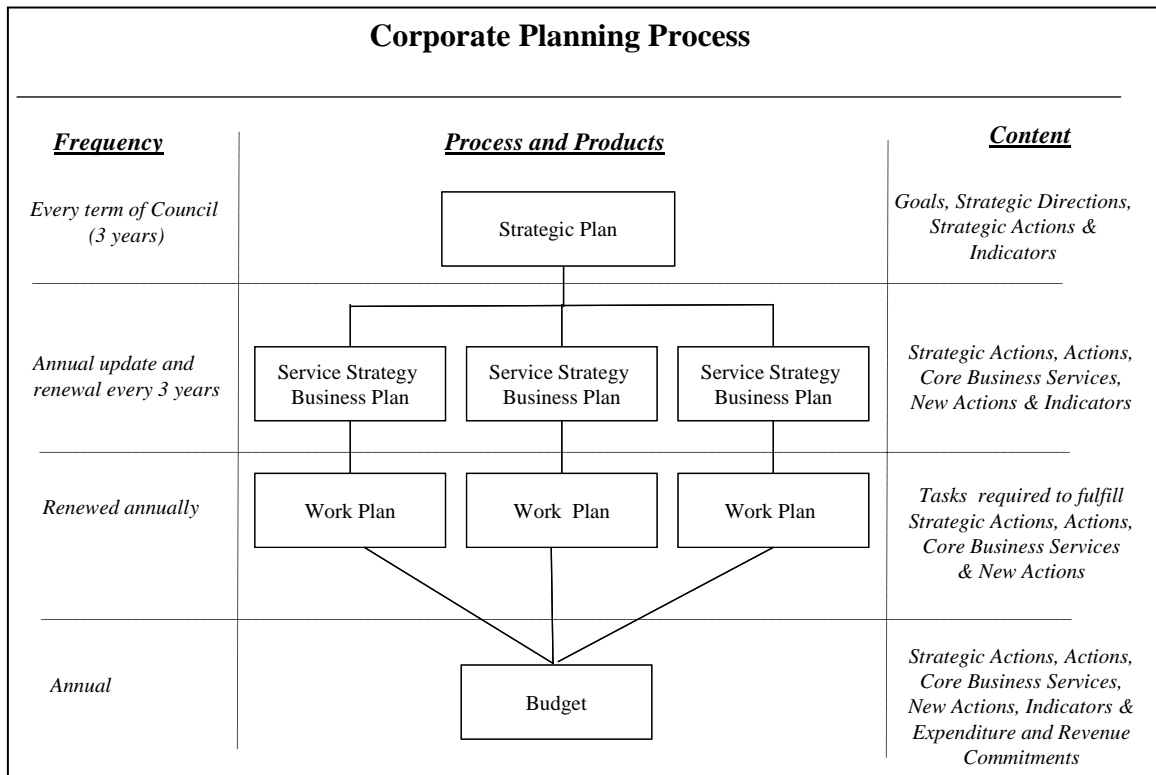 Corporate Planning Process
Frequency
Process and Products
Content
Every term of Council
(3 years)
Strategic Plan
Goals, Strategic Directions,
Strategic Actions &
Indicators
Annual update and
renewal every 3 years
Service Strategy
Business Plan
Service Strategy
Business Plan
Service Strategy
Business Plan
Strategic Actions, Actions,
Core Business Services,
New Actions & Indicators
Renewed annually
Work Plan
Work Plan
Work Plan
Tasks required to fulfill
Strategic Actions, Actions,
Core Business Services
& New Actions
Annual
Budget
Strategic Actions, Actions,
Core Business Services,
New Actions, Indicators &
Expenditure and Revenue
Commitments